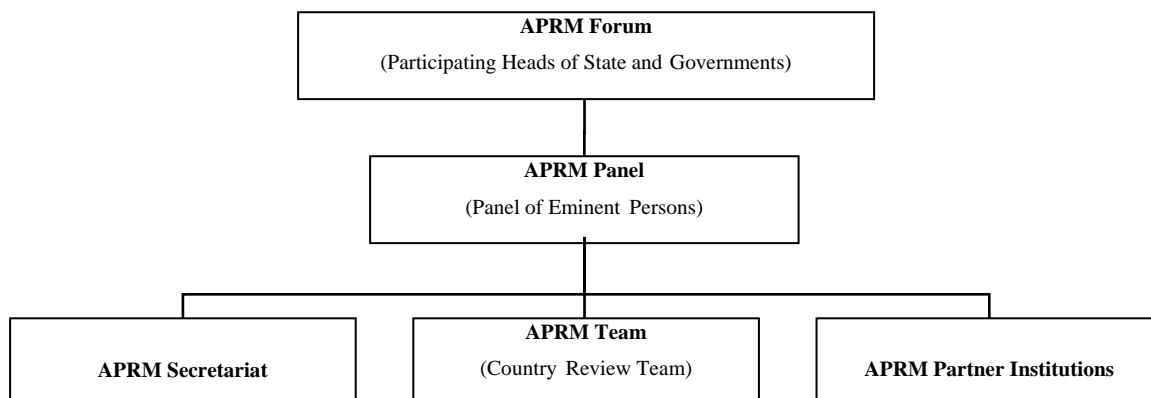 APRM Forum
(Participating Heads of State and Governments)
APRM Panel
(Panel of Eminent Persons)
APRM Secretariat
APRM Team
(Country Review Team)
APRM Partner Institutions